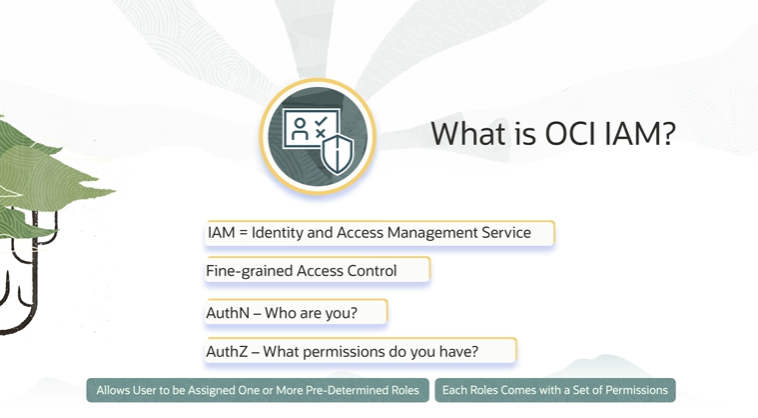 What is OCI IAM?
IAM = Identity and Access Management Service
Fine-grained Access Control
AuthN – Who are you?
AuthZ – What permissions do you have?
Allows User to be Assigned One or More Pre-Determined Roles
Each Roles Comes with a Set of Permissions